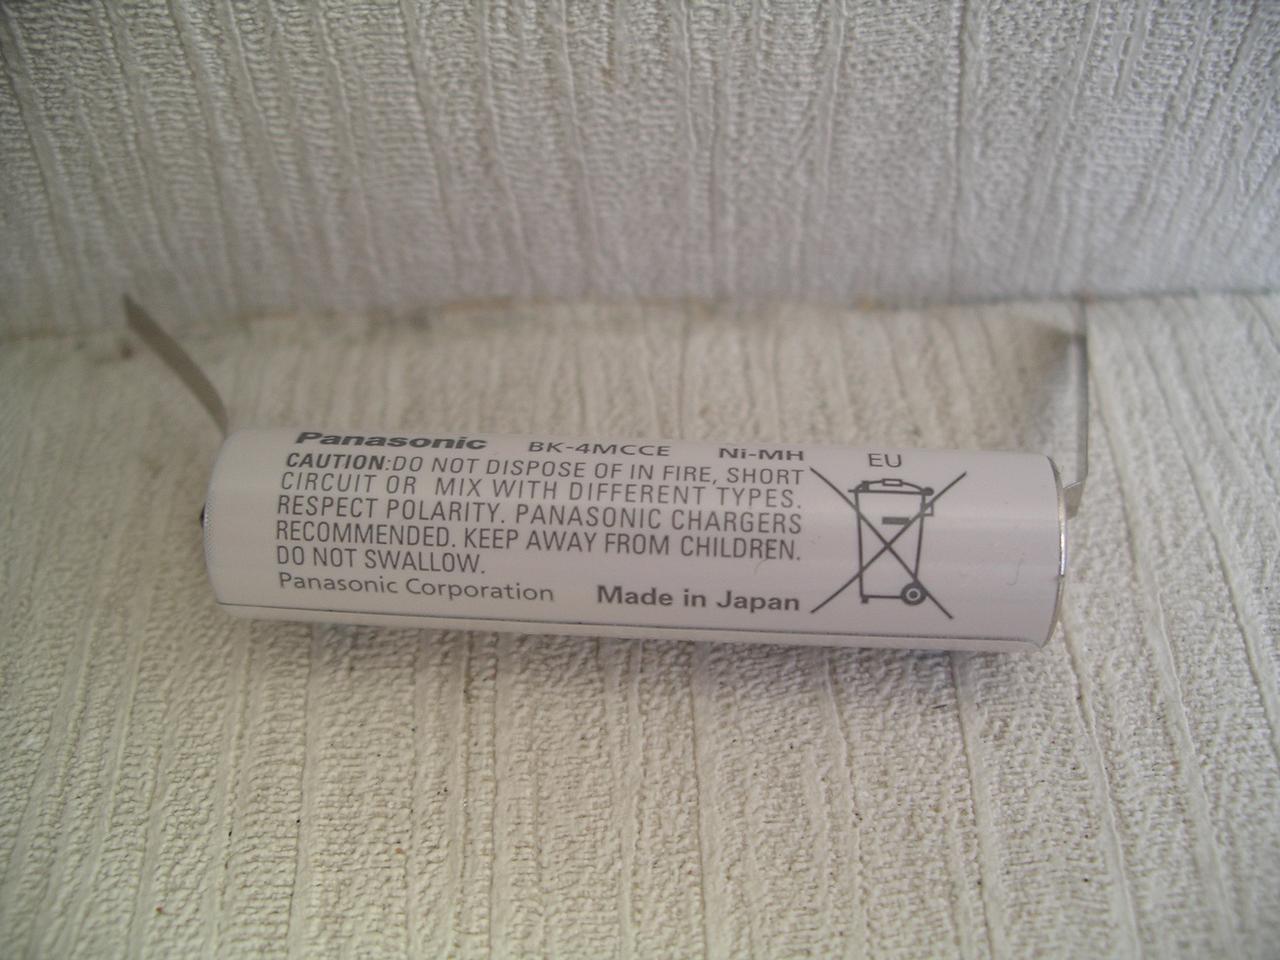 Panasonic BK-4MCCE Ni-MH EU
CAUTION:DO NOT DISPOSE OF IN FIRE, SHORT
CIRCUIT OR MIX WITH DIFFERENT TYPES.
RESPECT POLARITY. PANASONIC CHARGERS
RECOMMENDED. KEEP AWAY FROM CHILDREN.
DO NOT SWALLOW.
Panasonic Corporation Made in Japan